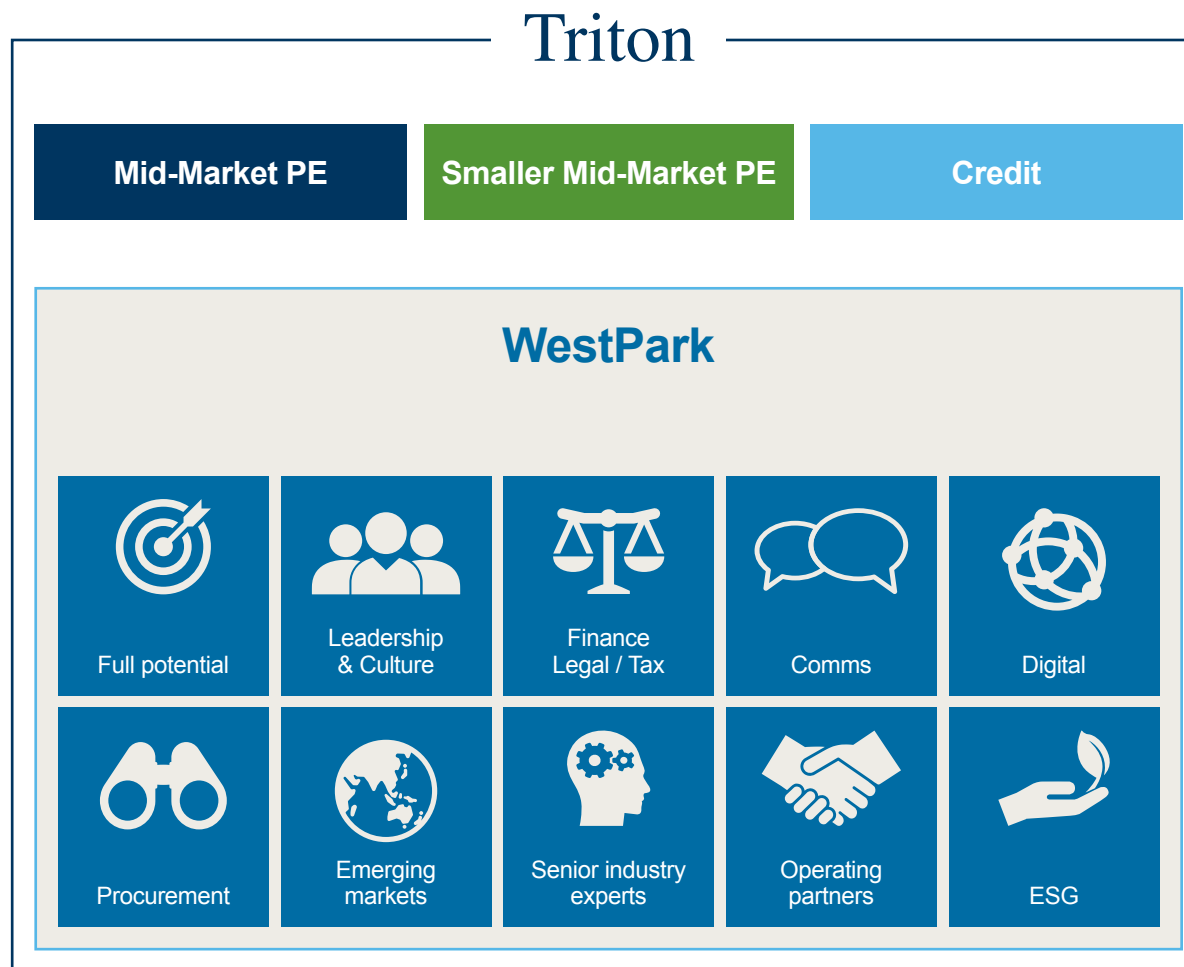 Triton
Mid-Market PE
Smaller Mid-Market PE
Credit
WestPark
Full potential
Leadership
& Culture
Finance
Legal / Tax
Comms
Digital
Procurement
Emerging
markets
Senior industry
experts
Operating
partners
ESG